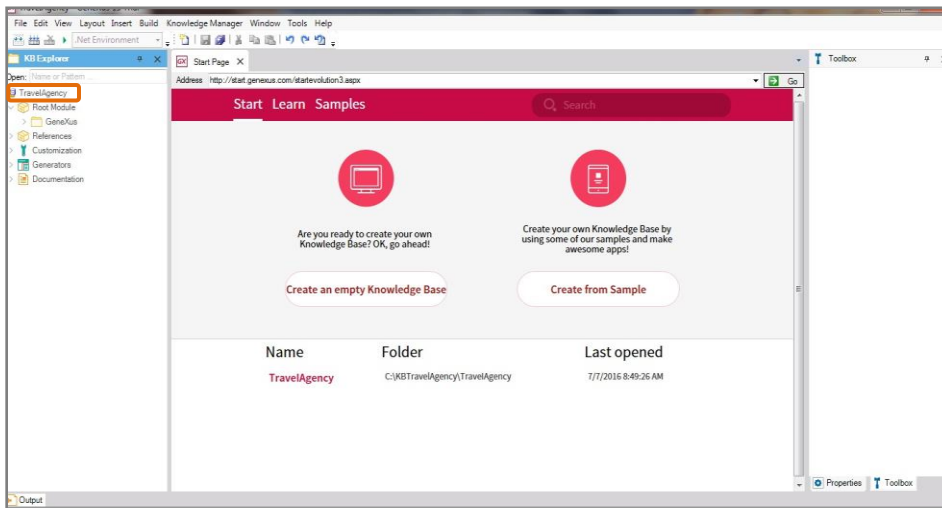 File Edit View Layout Insert Build Knowledge Manager Window Tools Help
.Net Environment
KB Explorer
Start Page
Toolbox
Open: Name or Pattern ...
Address http://start.genexus.com/startevolution3.aspx
Go
TravelAgency
Root Module
GeneXus
References
Customization
Generators
Documentation
Start Learn Samples
Search
Are you ready to create your own
Knowledge Base? OK, go ahead!
Create your own Knowledge Base by
using some of our samples and make
awesome apps!
Create an empty Knowledge Base
Create from Sample
Name Folder Last opened
TravelAgency C:\KBTravelAgency\TravelAgency 7/7/2016 8:49:26 AM
Properties Toolbox
Output